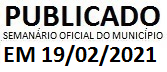 PUBLICADO
SEMANÁRIO OFICIAL DO MUNICÍPIO
EM 19/02/2021